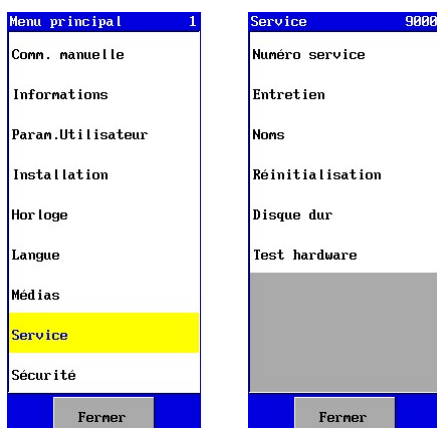 Menu principal 1
Comm. manuelle
Informations
Param.Utilisateur
Installation
Horloge
Langue
Médias
Service
Sécurité
Fermer
Service 9000
Numéro service
Entretien
Noms
Réinitialisation
Disque dur
Test hardware
Fermer